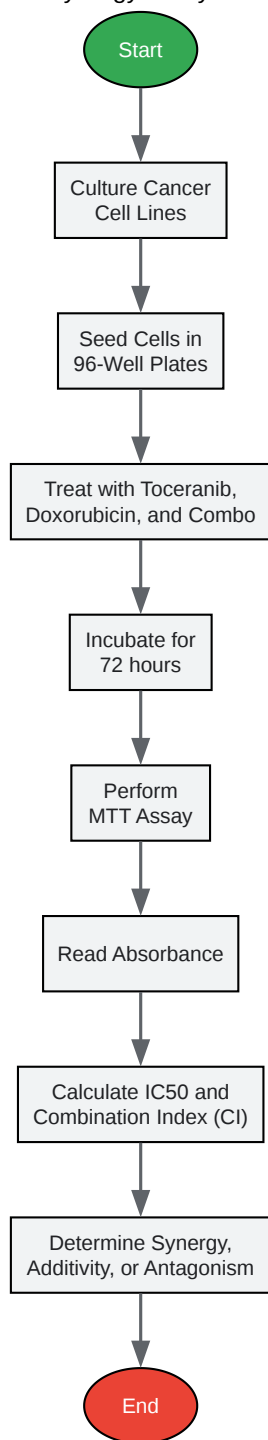 Start
Culture Cancer
Cell Lines
Seed Cells in
96-Well Plates
Treat with Toceranib,
Doxorubicin, and Combo
Incubate for
72 hours
Perform
MTT Assay
Read Absorbance
Calculate IC50 and
Combination Index (CI)
Determine Synergy,
Additivity, or Antagonism
End